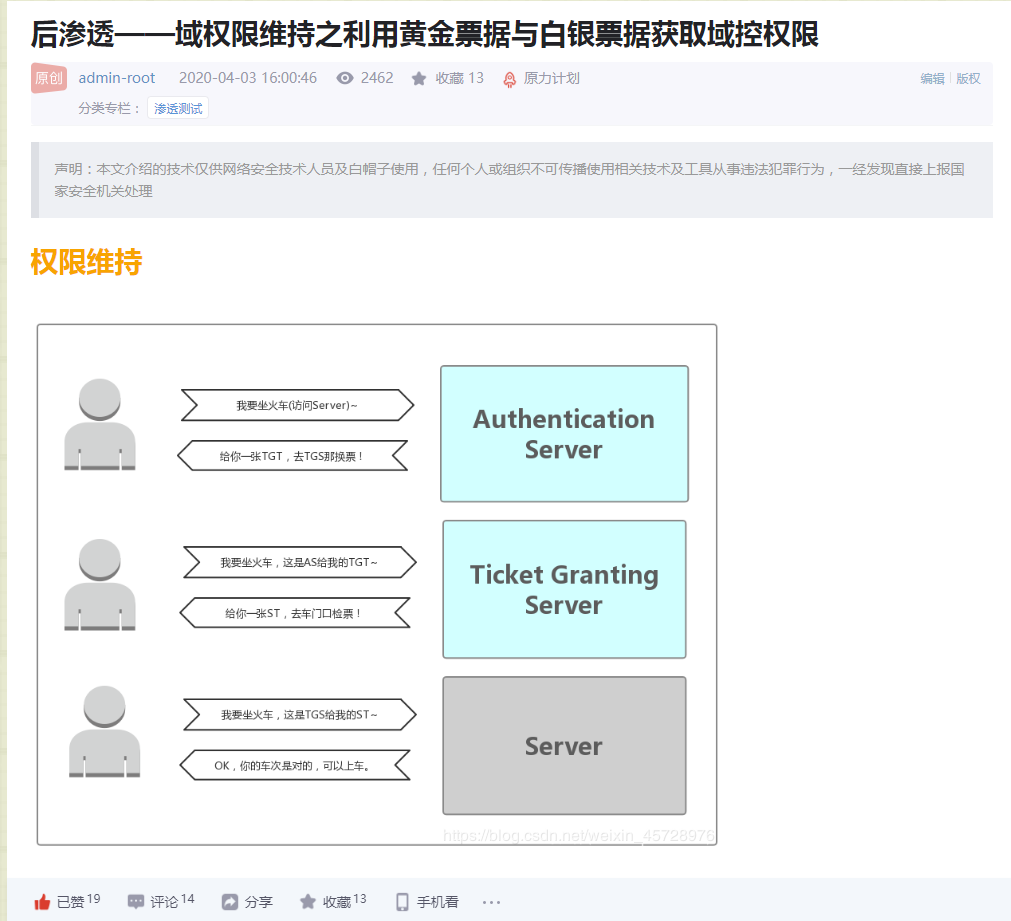 后渗透——域权限维持之利用黄金票据与白银票据获取域控权限
原创 admin-root 2020-04-03 16:00:46 2462 收藏 13 原力计划 编辑 版权
分类专栏： 渗透测试
声明：本文介绍的技术仅供网络安全技术人员及白帽子使用，任何个人或组织不可传播使用相关技术及工具从事违法犯罪行为，一经发现直接上报国
家安全机关处理
权限维持
我要坐火车(访问Server)~
给你一张TGT，去TGS那换票！
Authentication
Server
我要坐火车，这是AS给我的TGT~
给你一张ST，去车门口检票！
Ticket Granting
Server
我要坐火车，这是TGS给我的ST~
OK，你的车次是对的，可以上车。
Server
https://blog.csdn.net/weixin_45728976
已赞 19 评论 14 分享 收藏 13 手机看 ···